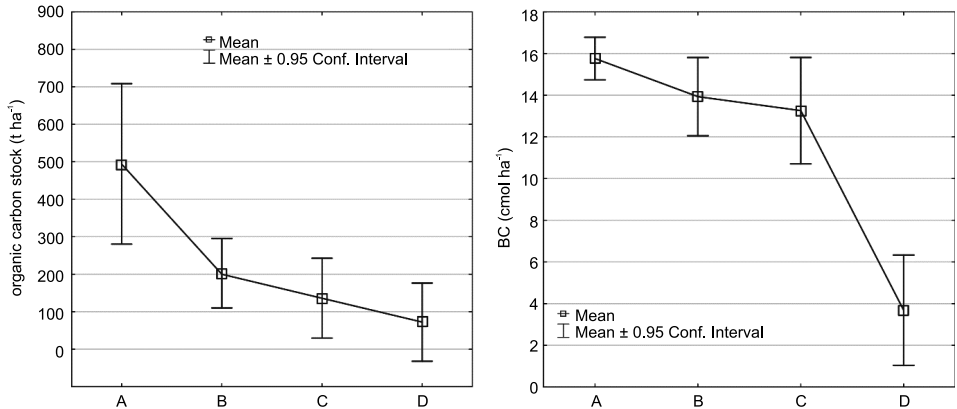 900
800
700
600
500
400
300
200
100
0
organic carbon stock (t ha⁻¹)
Mean
Mean ± 0.95 Conf. Interval
A B C D
18
16
14
12
10
8
6
4
2
0
BC (cmol ha⁻¹)
Mean
Mean ± 0.95 Conf. Interval
A B C D